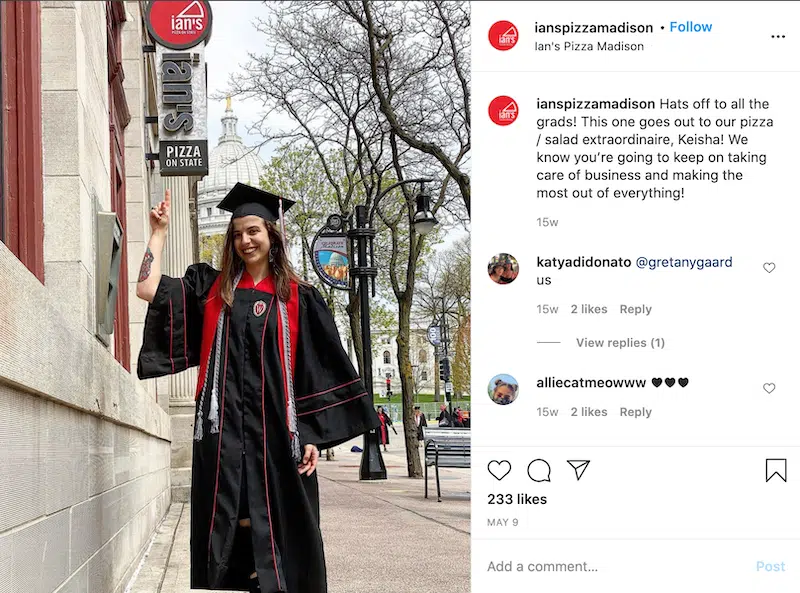 ian's
PIZZA ON STATE
ian's
PIZZA
ON STATE
W
ianspizzamadison • Follow
Ian's Pizza Madison
ians
ianspizzamadison Hats off to all the
grads! This one goes out to our pizza
/ salad extraordinaire, Keisha! We
know you’re going to keep on taking
care of business and making the
most out of everything!
15w
katyadidonato @gretanygaard
us
15w 2 likes Reply
View replies (1)
alliecatmeowww 🖤🖤🖤
15w 2 likes Reply
233 likes
MAY 9
Add a comment... Post